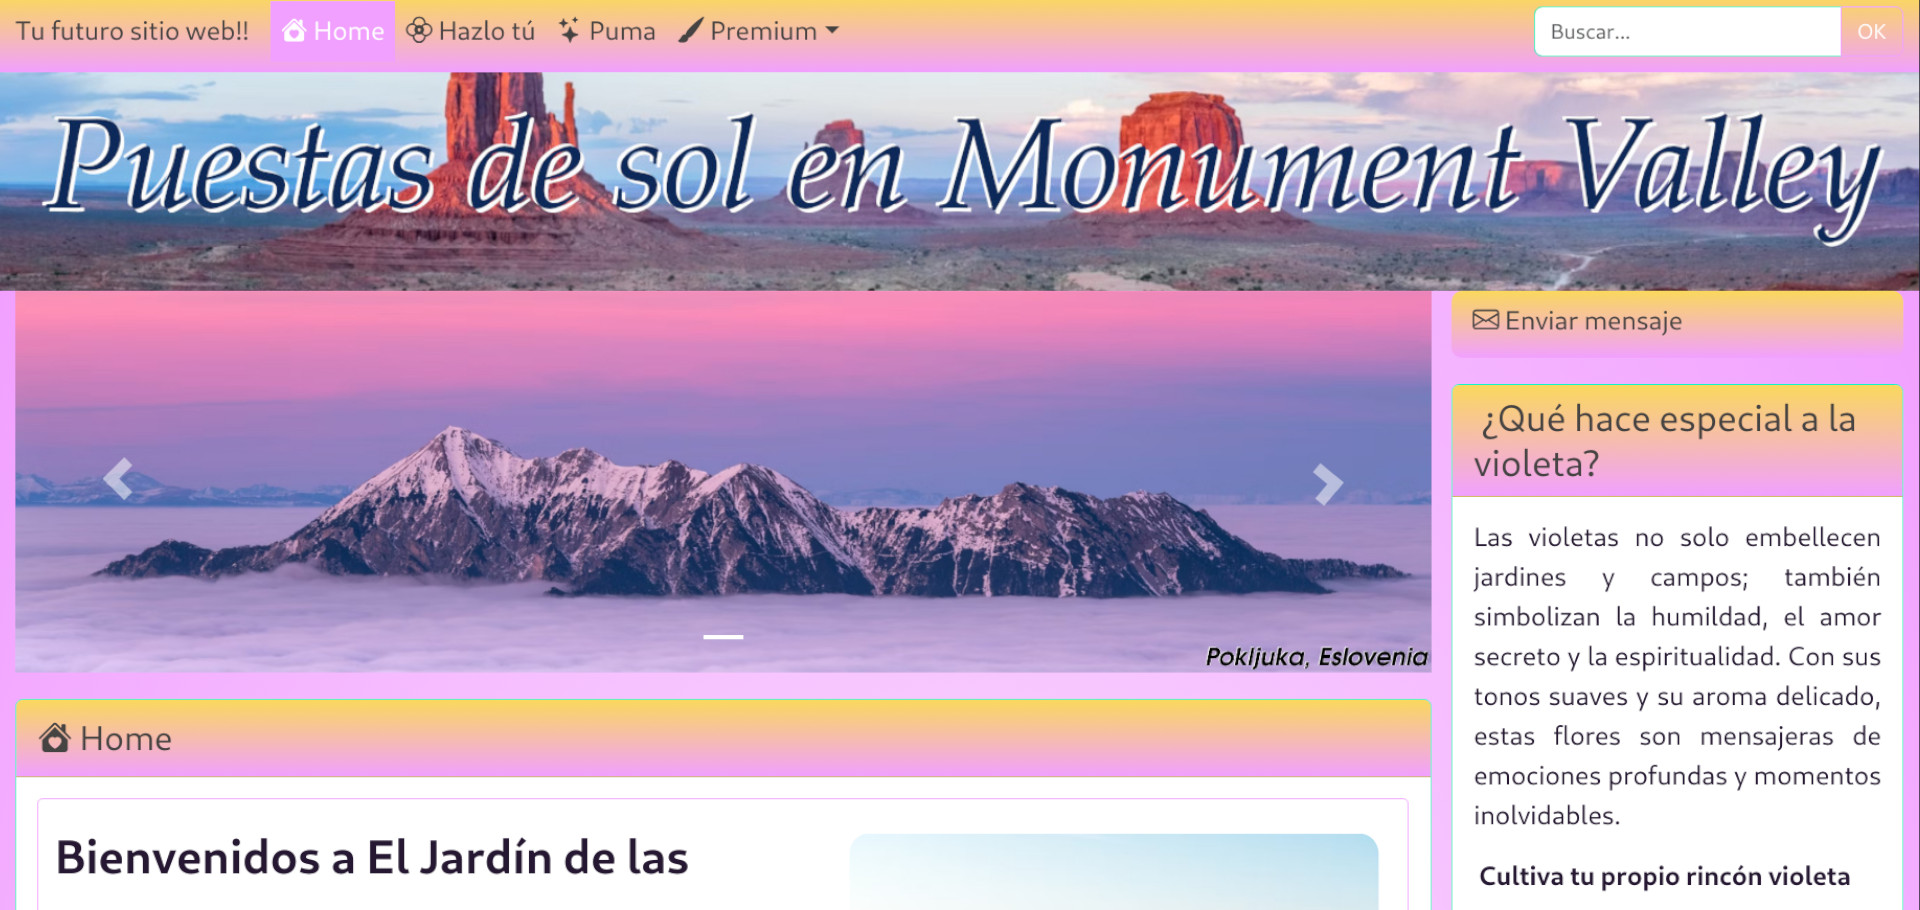 Tu futuro sitio web!! Home Hazlo tú Puma Premium Buscar... OK
Puestas de sol en Monument Valley
Enviar mensaje
Pokljuka, Eslovenia
Home
Bienvenidos a El Jardín de las
¿Qué hace especial a la
violeta?
Las violetas no solo embellecen
jardines y campos; también
simbolizan la humildad, el amor
secreto y la espiritualidad. Con sus
tonos suaves y su aroma delicado,
estas flores son mensajeras de
emociones profundas y momentos
inolvidables.
Cultiva tu propio rincón violeta